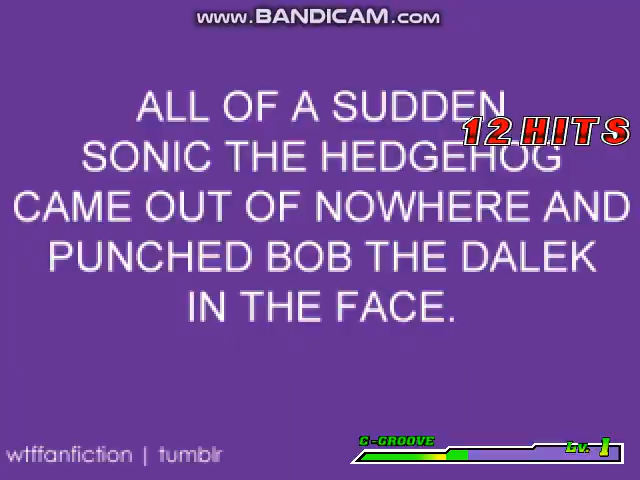 www.BANDICAM.com
ALL OF A SUDDEN
12 HITS
SONIC THE HEDGEHOG
CAME OUT OF NOWHERE AND
PUNCHED BOB THE DALEK
IN THE FACE.
C-GROOVE
Lv. 1
wtffanfiction | tumblr